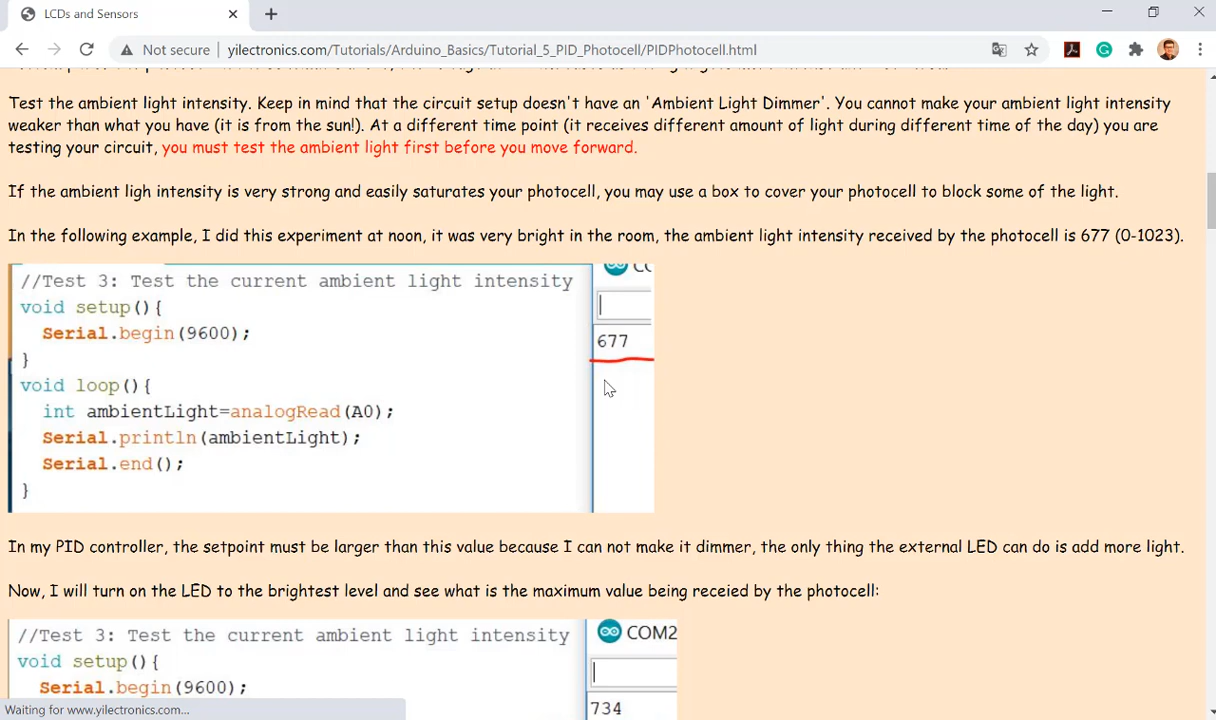 LCDs and Sensors
Not secure
yilectronics.com/Tutorials/Arduino_Basics/Tutorial_5_PID_Photocell/PIDPhotocell.html
Test the ambient light intensity. Keep in mind that the circuit setup doesn't have an 'Ambient Light Dimmer'. You cannot make your ambient light intensity
weaker than what you have (it is from the sun!). At a different time point (it receives different amount of light during different time of the day) you are
testing your circuit, you must test the ambient light first before you move forward.
If the ambient ligh intensity is very strong and easily saturates your photocell, you may use a box to cover your photocell to block some of the light.
In the following example, I did this experiment at noon, it was very bright in the room, the ambient light intensity received by the photocell is 677 (0-1023).
//Test 3: Test the current ambient light intensity
void setup(){
Serial.begin(9600);
}
void loop(){
int ambientLight=analogRead(A0);
Serial.println(ambientLight);
Serial.end();
}
677
In my PID controller, the setpoint must be larger than this value because I can not make it dimmer, the only thing the external LED can do is add more light.
Now, I will turn on the LED to the brightest level and see what is the maximum value being receied by the photocell:
//Test 3: Test the current ambient light intensity
void setup(){
Serial.begin(9600);
COM2
734
Waiting for www.yilectronics.com...